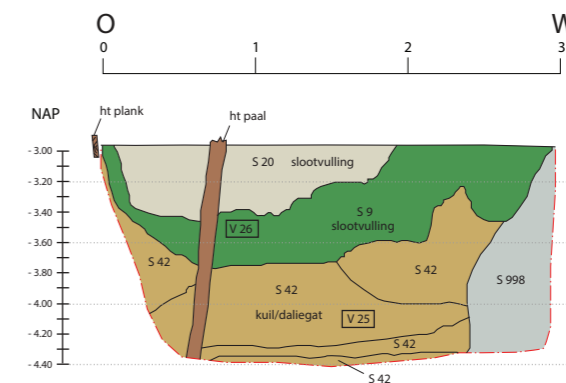 O W
0 1 2 3
NAP
ht plank
ht paal
- 3.00
- 3.20
- 3.40
- 3.60
- 3.80
- 4.00
- 4.20
- 4.40
S 20 slootvulling
V 26
S 9
slootvulling
S 42
S 42
S 42
S 998
kuil/daliegat
V 25
S 42
S 42